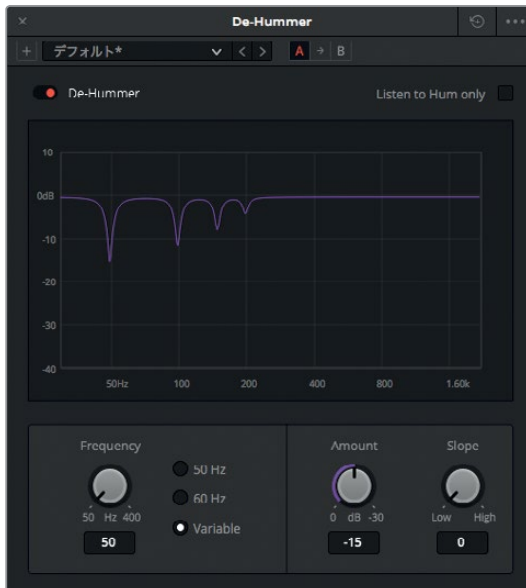 De-Hummer
デフォルト*
A
B
De-Hummer
Listen to Hum only
10
0dB
-10
-20
-30
-40
50Hz
100
200
400
800
1.60k
Frequency
50 Hz 400
50
50 Hz
60 Hz
Variable
Amount
0 dB -30
-15
Slope
Low High
0